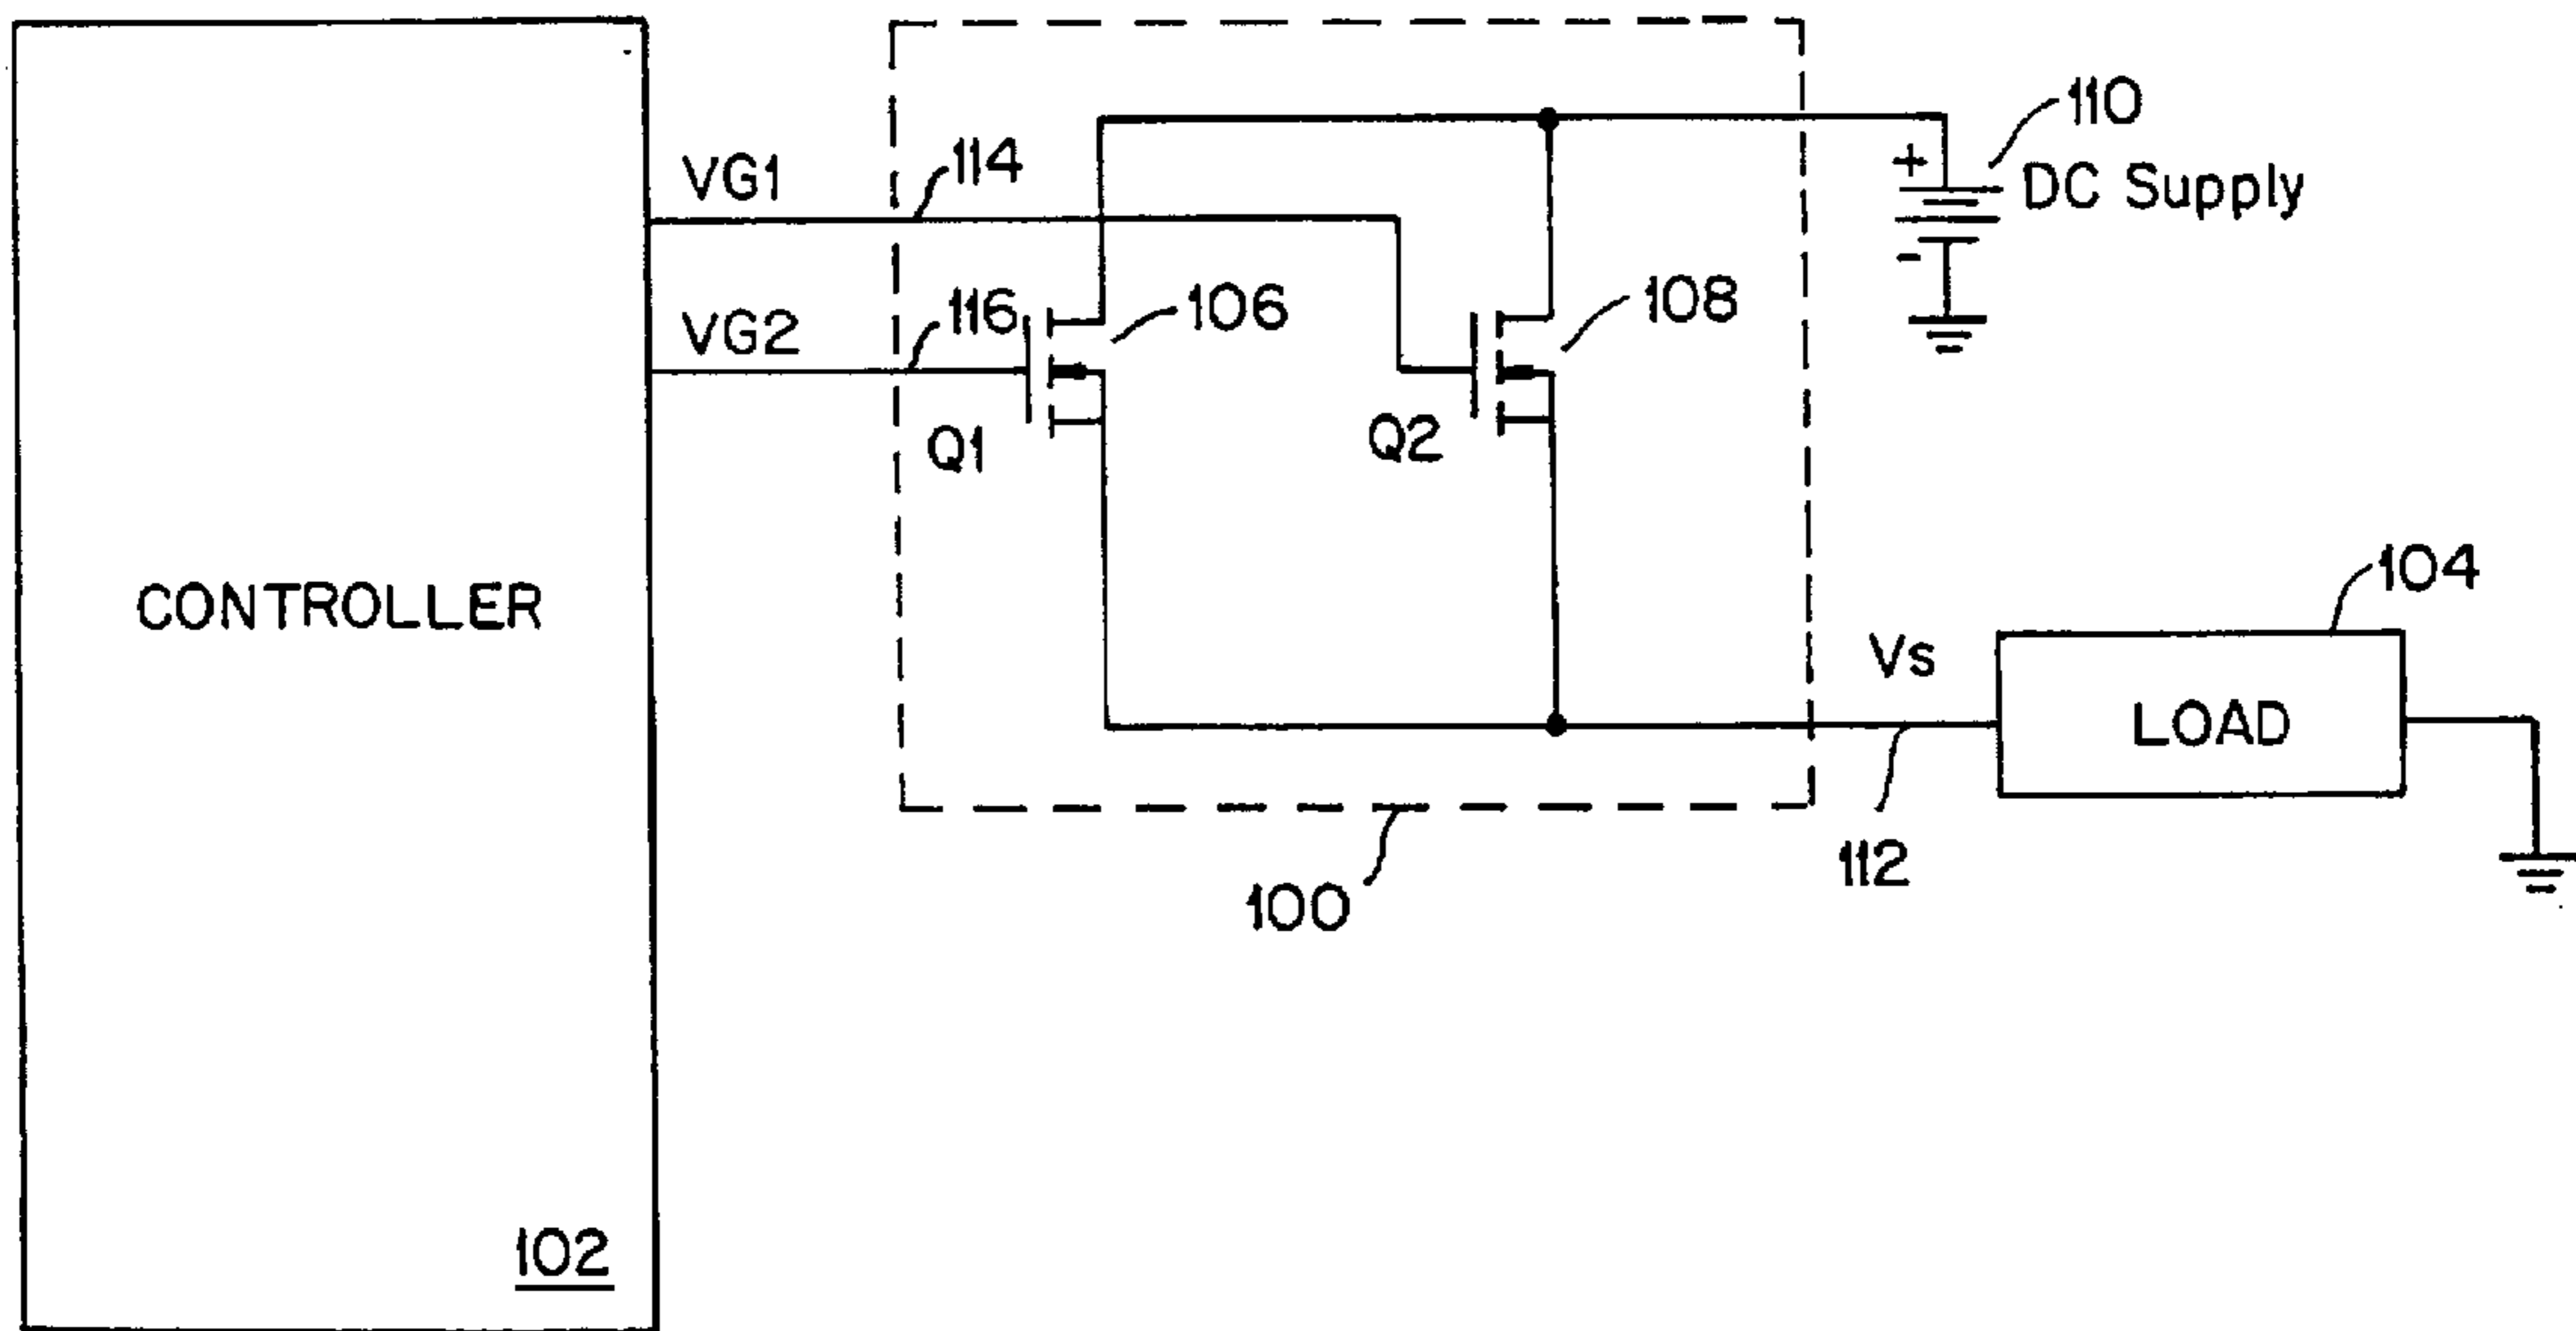 110
+
DC Supply
-
VG1
114
VG2
116
106
108
Q1
Q2
CONTROLLER
104
Vs
LOAD
112
100
102